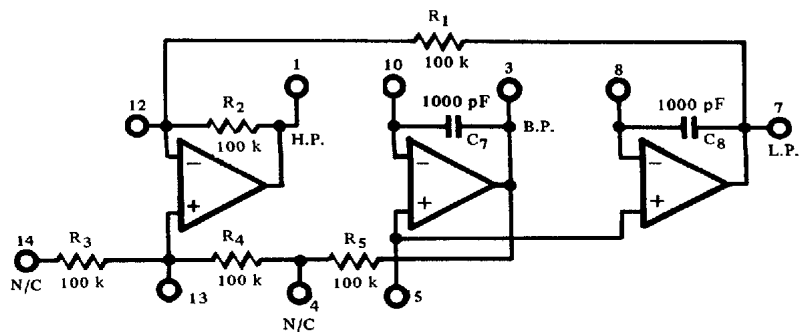 R1
100 k
12
R2
100 k
1
H.P.
10
1000 pF
C7
3
B.P.
8
1000 pF
C8
7
L.P.
−
+
−
+
−
+
14
N/C
R3
100 k
13
R4
100 k
4
N/C
R5
100 k
5